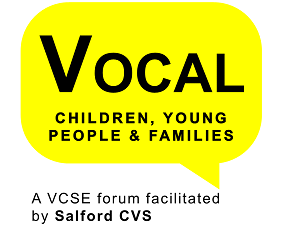 VOCAL
CHILDREN, YOUNG
PEOPLE & FAMILIES
A VCSE forum facilitated
by Salford CVS